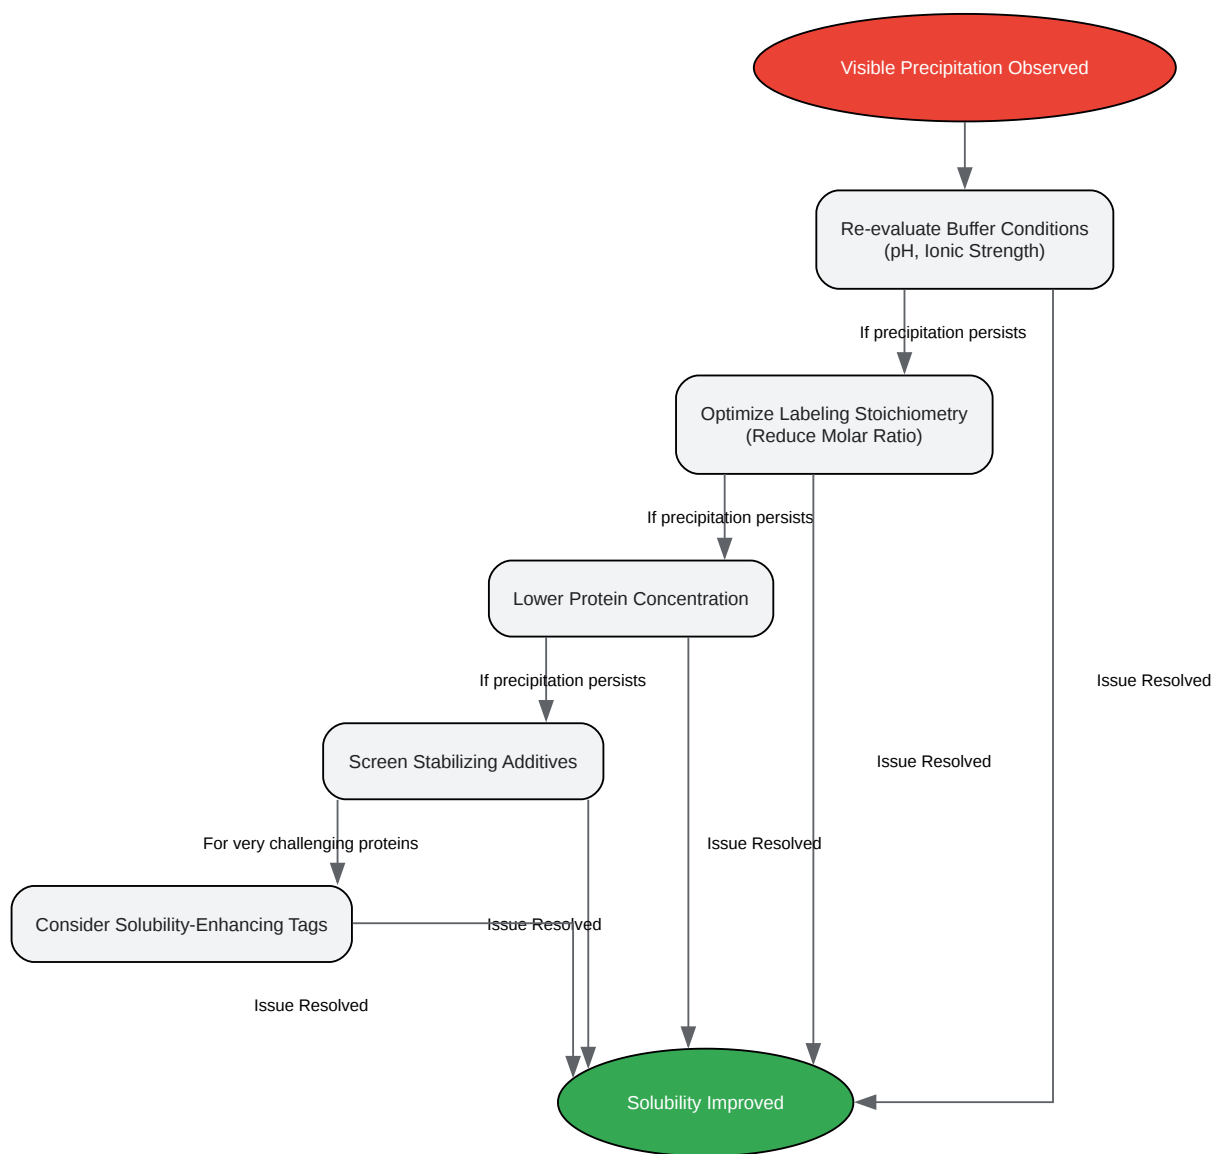 Visible Precipitation Observed
Re-evaluate Buffer Conditions
(pH, Ionic Strength)
If precipitation persists
Optimize Labeling Stoichiometry
(Reduce Molar Ratio)
If precipitation persists
Lower Protein Concentration
If precipitation persists
Issue Resolved
Screen Stabilizing Additives
Issue Resolved
For very challenging proteins
Issue Resolved
Consider Solubility-Enhancing Tags
Issue Resolved
Issue Resolved
Solubility Improved